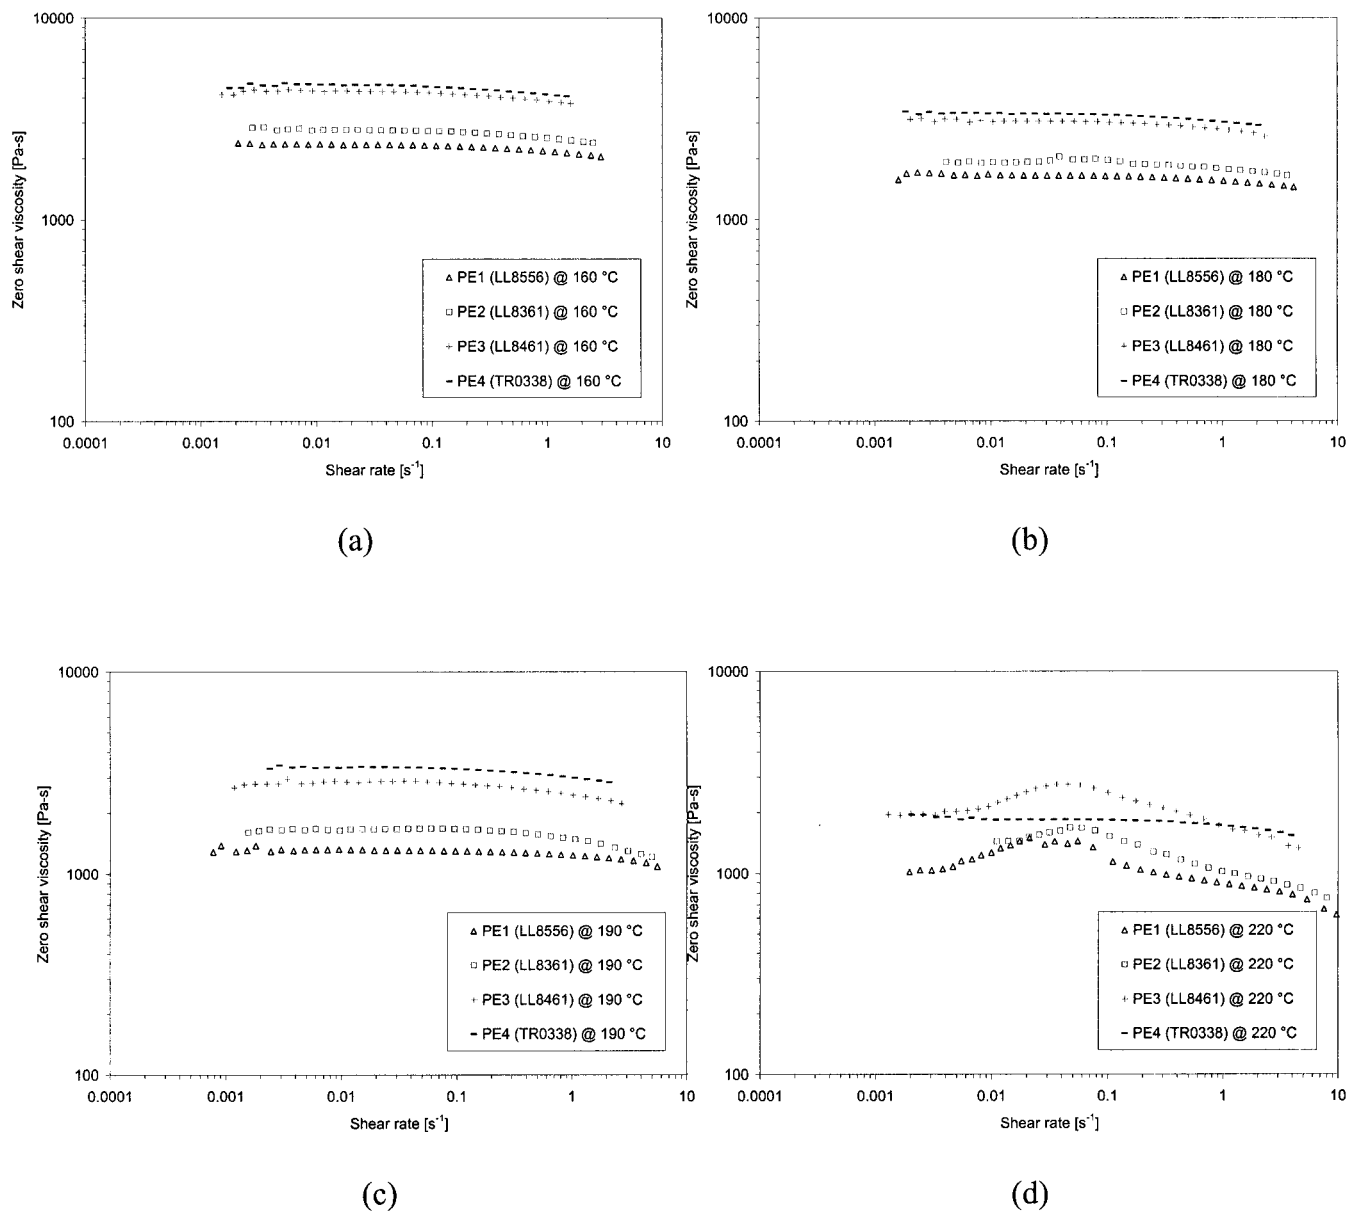 10000
1000
100
Zero shear viscosity [Pa-s]
PE1 (LL8556) @ 160 °C
PE2 (LL8361) @ 160 °C
PE3 (LL8461) @ 160 °C
PE4 (TR0338) @ 160 °C
0.0001 0.001 0.01 0.1 1 10
Shear rate [s⁻¹]
(a)
10000
1000
100
Zero shear viscosity [Pa-s]
PE1 (LL8556) @ 180 °C
PE2 (LL8361) @ 180 °C
PE3 (LL8461) @ 180 °C
PE4 (TR0338) @ 180 °C
0.0001 0.001 0.01 0.1 1 10
Shear rate [s⁻¹]
(b)
10000
1000
100
Zero shear viscosity [Pa-s]
PE1 (LL8556) @ 190 °C
PE2 (LL8361) @ 190 °C
PE3 (LL8461) @ 190 °C
PE4 (TR0338) @ 190 °C
0.0001 0.001 0.01 0.1 1 10
Shear rate [s⁻¹]
(c)
10000
1000
100
Zero shear viscosity [Pa-s]
PE1 (LL8556) @ 220 °C
PE2 (LL8361) @ 220 °C
PE3 (LL8461) @ 220 °C
PE4 (TR0338) @ 220 °C
0.0001 0.001 0.01 0.1 1 10
Shear rate [s⁻¹]
(d)